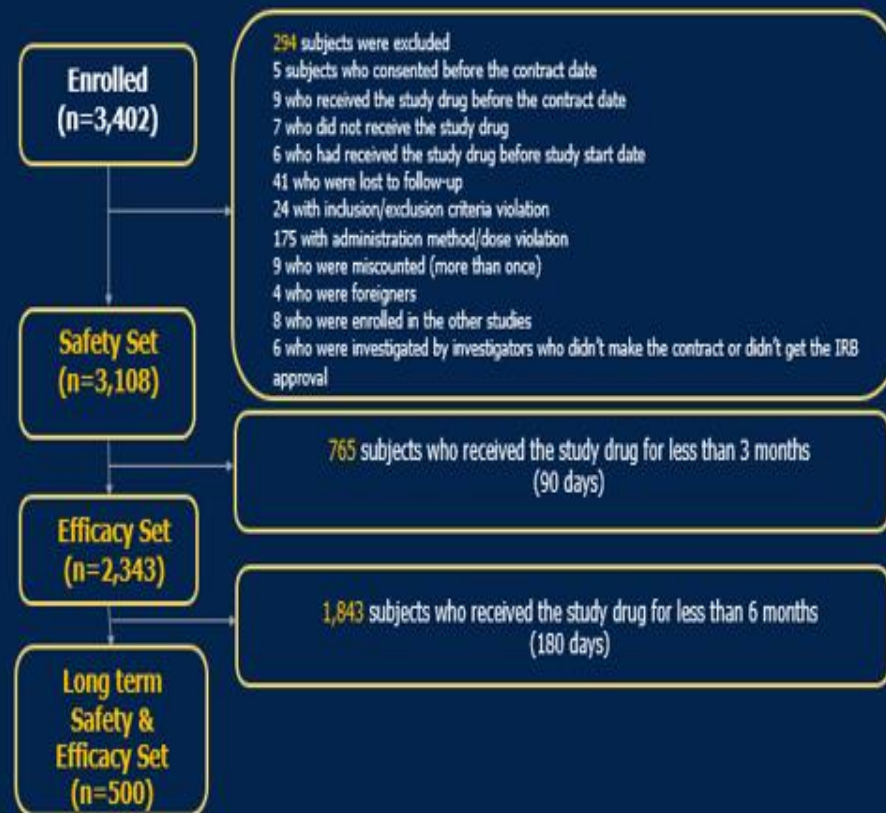 Enrolled
(n=3,402)
294 subjects were excluded
5 subjects who consented before the contract date
9 who received the study drug before the contract date
7 who did not receive the study drug
6 who had received the study drug before study start date
41 who were lost to follow-up
24 with inclusion/exclusion criteria violation
175 with administration method/dose violation
9 who were miscounted (more than once)
4 who were foreigners
8 who were enrolled in the other studies
6 who were investigated by investigators who didn't make the contract or didn't get the IRB
approval
Safety Set
(n=3,108)
765 subjects who received the study drug for less than 3 months
(90 days)
Efficacy Set
(n=2,343)
1,843 subjects who received the study drug for less than 6 months
(180 days)
Long term
Safety &
Efficacy Set
(n=500)